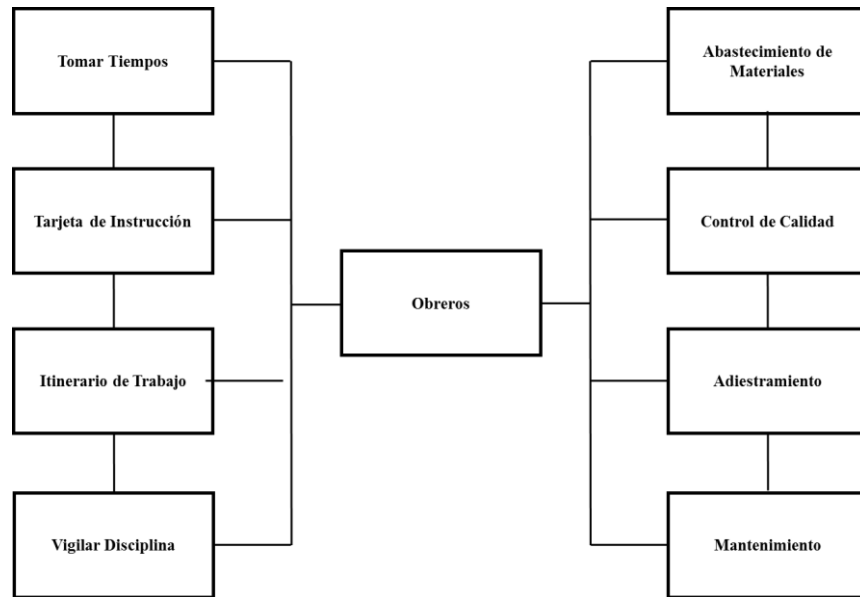 Tomar Tiempos
Tarjeta de Instrucción
Itinerario de Trabajo
Vigilar Disciplina
Obreros
Abastecimiento de
Materiales
Control de Calidad
Adiestramiento
Mantenimiento